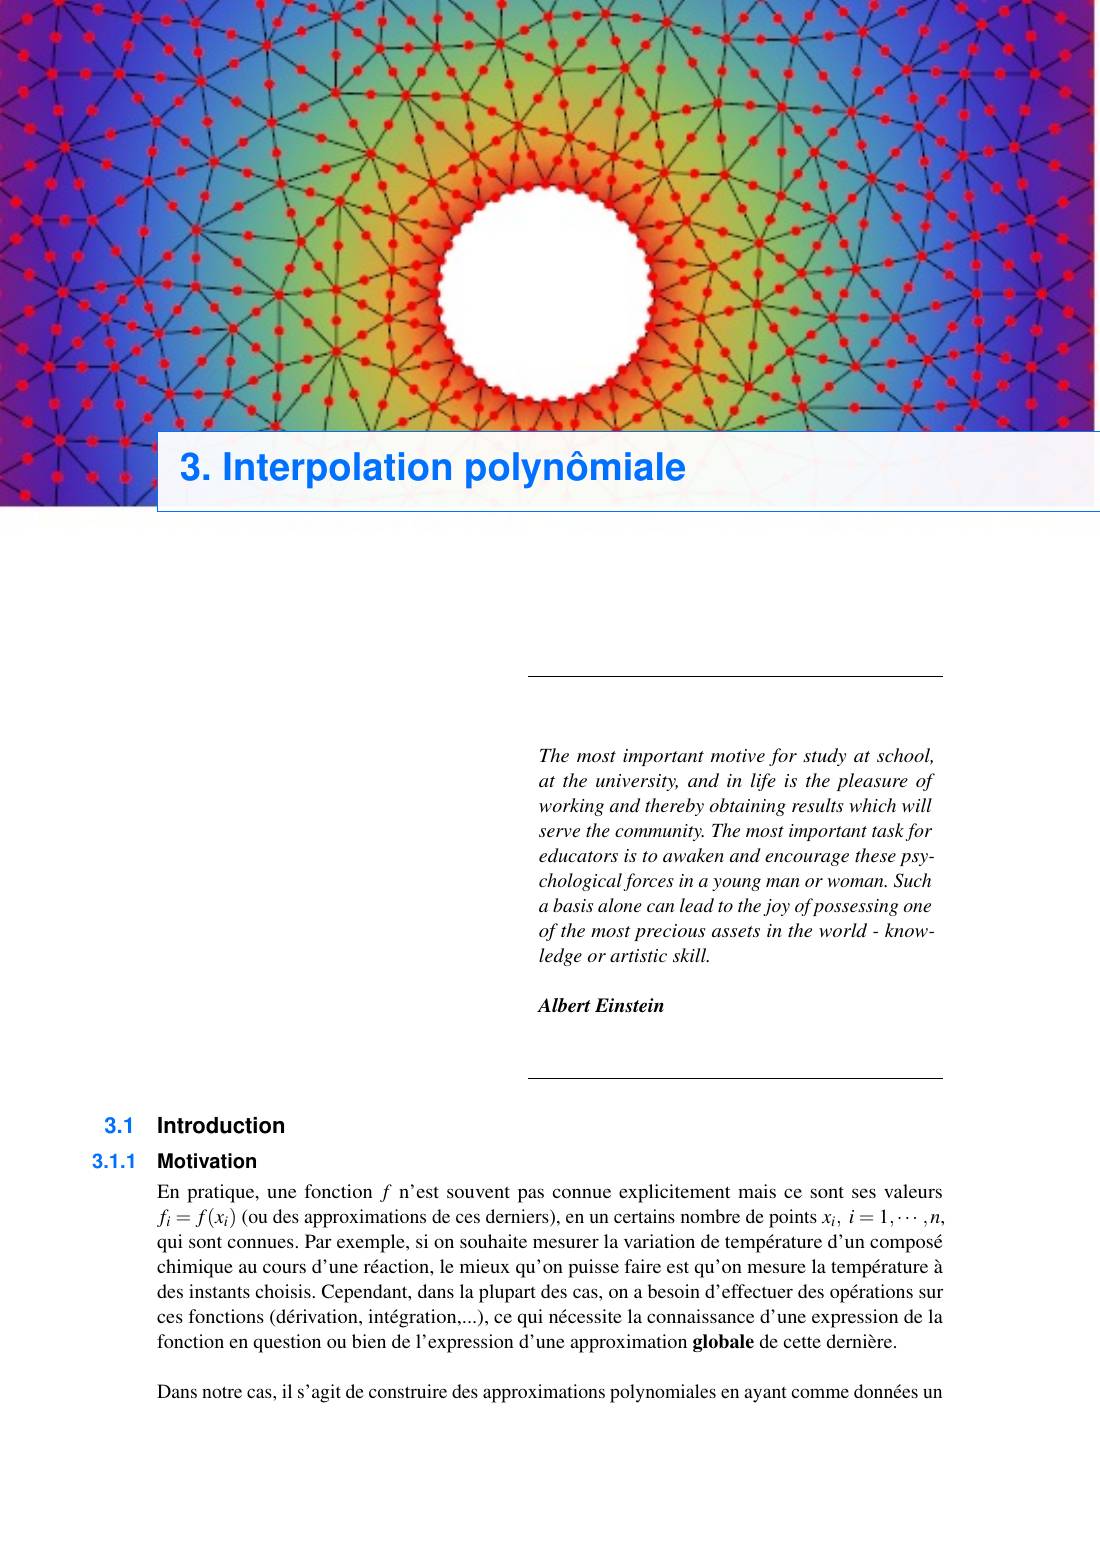 3. Interpolation polynômiale
The most important motive for study at school,
at the university, and in life is the pleasure of
working and thereby obtaining results which will
serve the community. The most important task for
educators is to awaken and encourage these psy-
chological forces in a young man or woman. Such
a basis alone can lead to the joy of possessing one
of the most precious assets in the world - know-
ledge or artistic skill.
Albert Einstein
3.1 Introduction
3.1.1 Motivation
En pratique, une fonction f n'est souvent pas connue explicitement mais ce sont ses valeurs
fᵢ = f(xᵢ) (ou des approximations de ces derniers), en un certains nombre de points xᵢ, i = 1,⋯,n,
qui sont connues. Par exemple, si on souhaite mesurer la variation de température d'un composé
chimique au cours d'une réaction, le mieux qu'on puisse faire est qu'on mesure la température à
des instants choisis. Cependant, dans la plupart des cas, on a besoin d'effectuer des opérations sur
ces fonctions (dérivation, intégration,...), ce qui nécessite la connaissance d'une expression de la
fonction en question ou bien de l'expression d'une approximation globale de cette dernière.
Dans notre cas, il s'agit de construire des approximations polynomiales en ayant comme données un